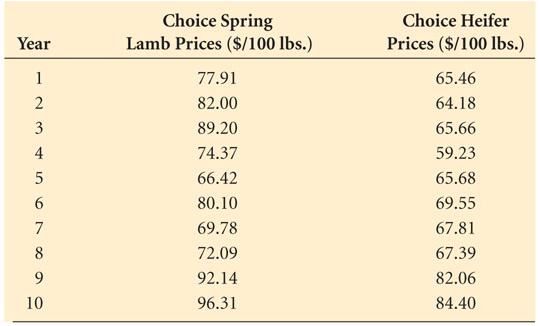 Choice Spring Choice Heifer
Year Lamb Prices ($/100 lbs.) Prices ($/100 lbs.)
1 77.91 65.46
2 82.00 64.18
3 89.20 65.66
4 74.37 59.23
5 66.42 65.68
6 80.10 69.55
7 69.78 67.81
8 72.09 67.39
9 92.14 82.06
10 96.31 84.40